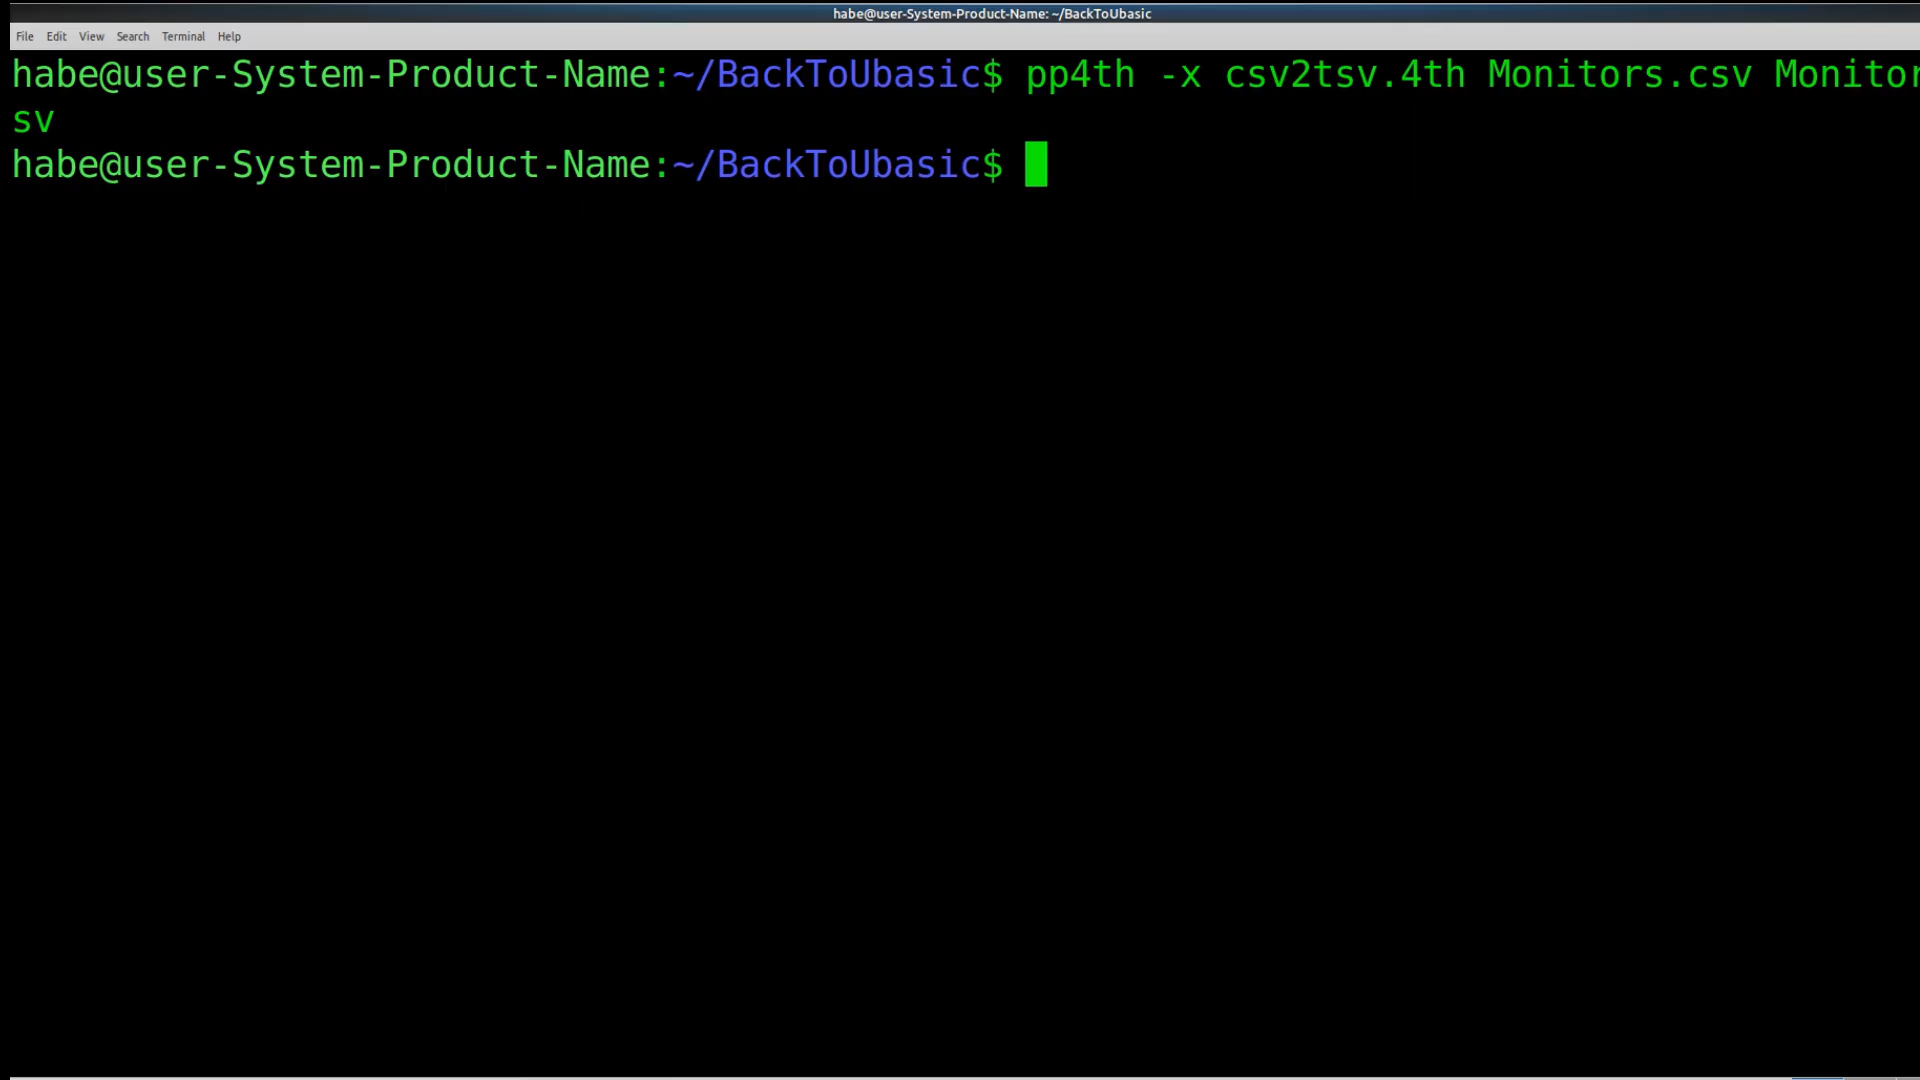 habe@user-System-Product-Name: ~/BackToUbasic
File Edit View Search Terminal Help
habe@user-System-Product-Name:~/BackToUbasic$ pp4th -x csv2tsv.4th Monitors.csv Monitor
sv
habe@user-System-Product-Name:~/BackToUbasic$